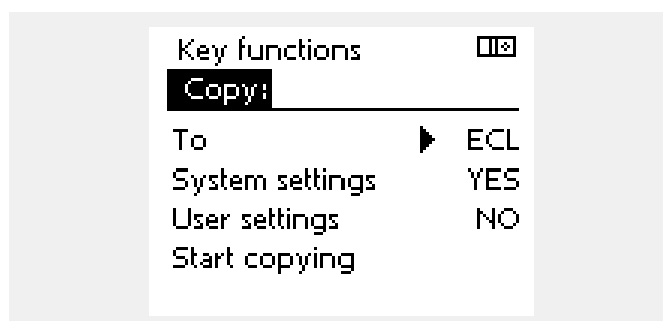 Key functions
Copy:
To ECL
System settings YES
User settings NO
Start copying